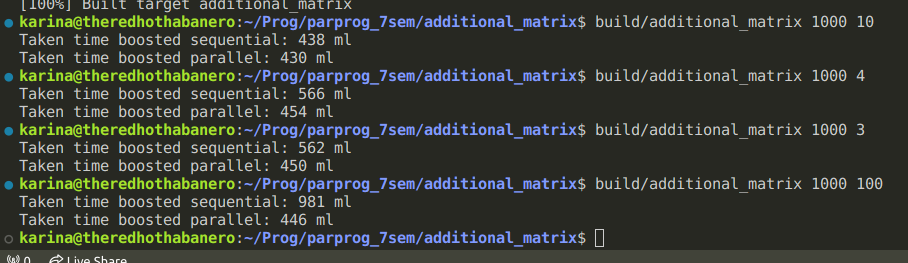 [100%] Built target additional_matrix
karina@theredhothabanero:~/Prog/parprog_7sem/additional_matrix$ build/additional_matrix 1000 10
Taken time boosted sequential: 438 ml
Taken time boosted parallel: 430 ml
karina@theredhothabanero:~/Prog/parprog_7sem/additional_matrix$ build/additional_matrix 1000 4
Taken time boosted sequential: 566 ml
Taken time boosted parallel: 454 ml
karina@theredhothabanero:~/Prog/parprog_7sem/additional_matrix$ build/additional_matrix 1000 3
Taken time boosted sequential: 562 ml
Taken time boosted parallel: 450 ml
karina@theredhothabanero:~/Prog/parprog_7sem/additional_matrix$ build/additional_matrix 1000 100
Taken time boosted sequential: 981 ml
Taken time boosted parallel: 446 ml
karina@theredhothabanero:~/Prog/parprog_7sem/additional_matrix$
0 Live Share